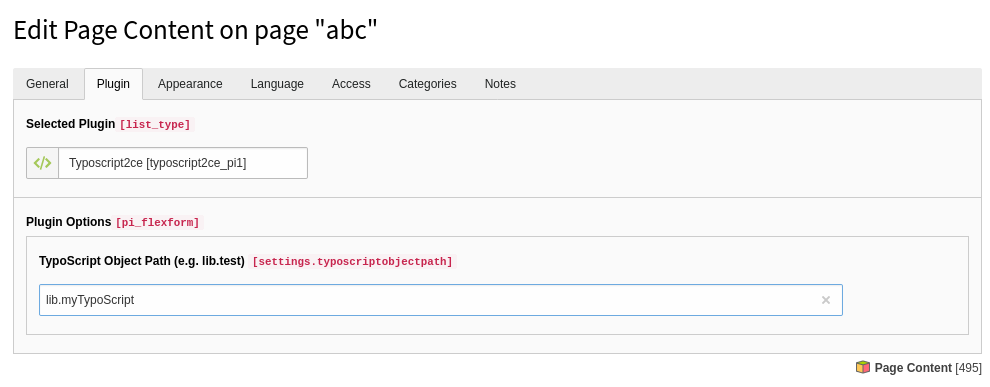 Edit Page Content on page "abc"
General Plugin Appearance Language Access Categories Notes
Selected Plugin [list_type]
Typoscript2ce [typoscript2ce_pi1]
Plugin Options [pi_flexform]
TypoScript Object Path (e.g. lib.test) [settings.typoscriptobjectpath]
lib.myTypoScript
Page Content [495]